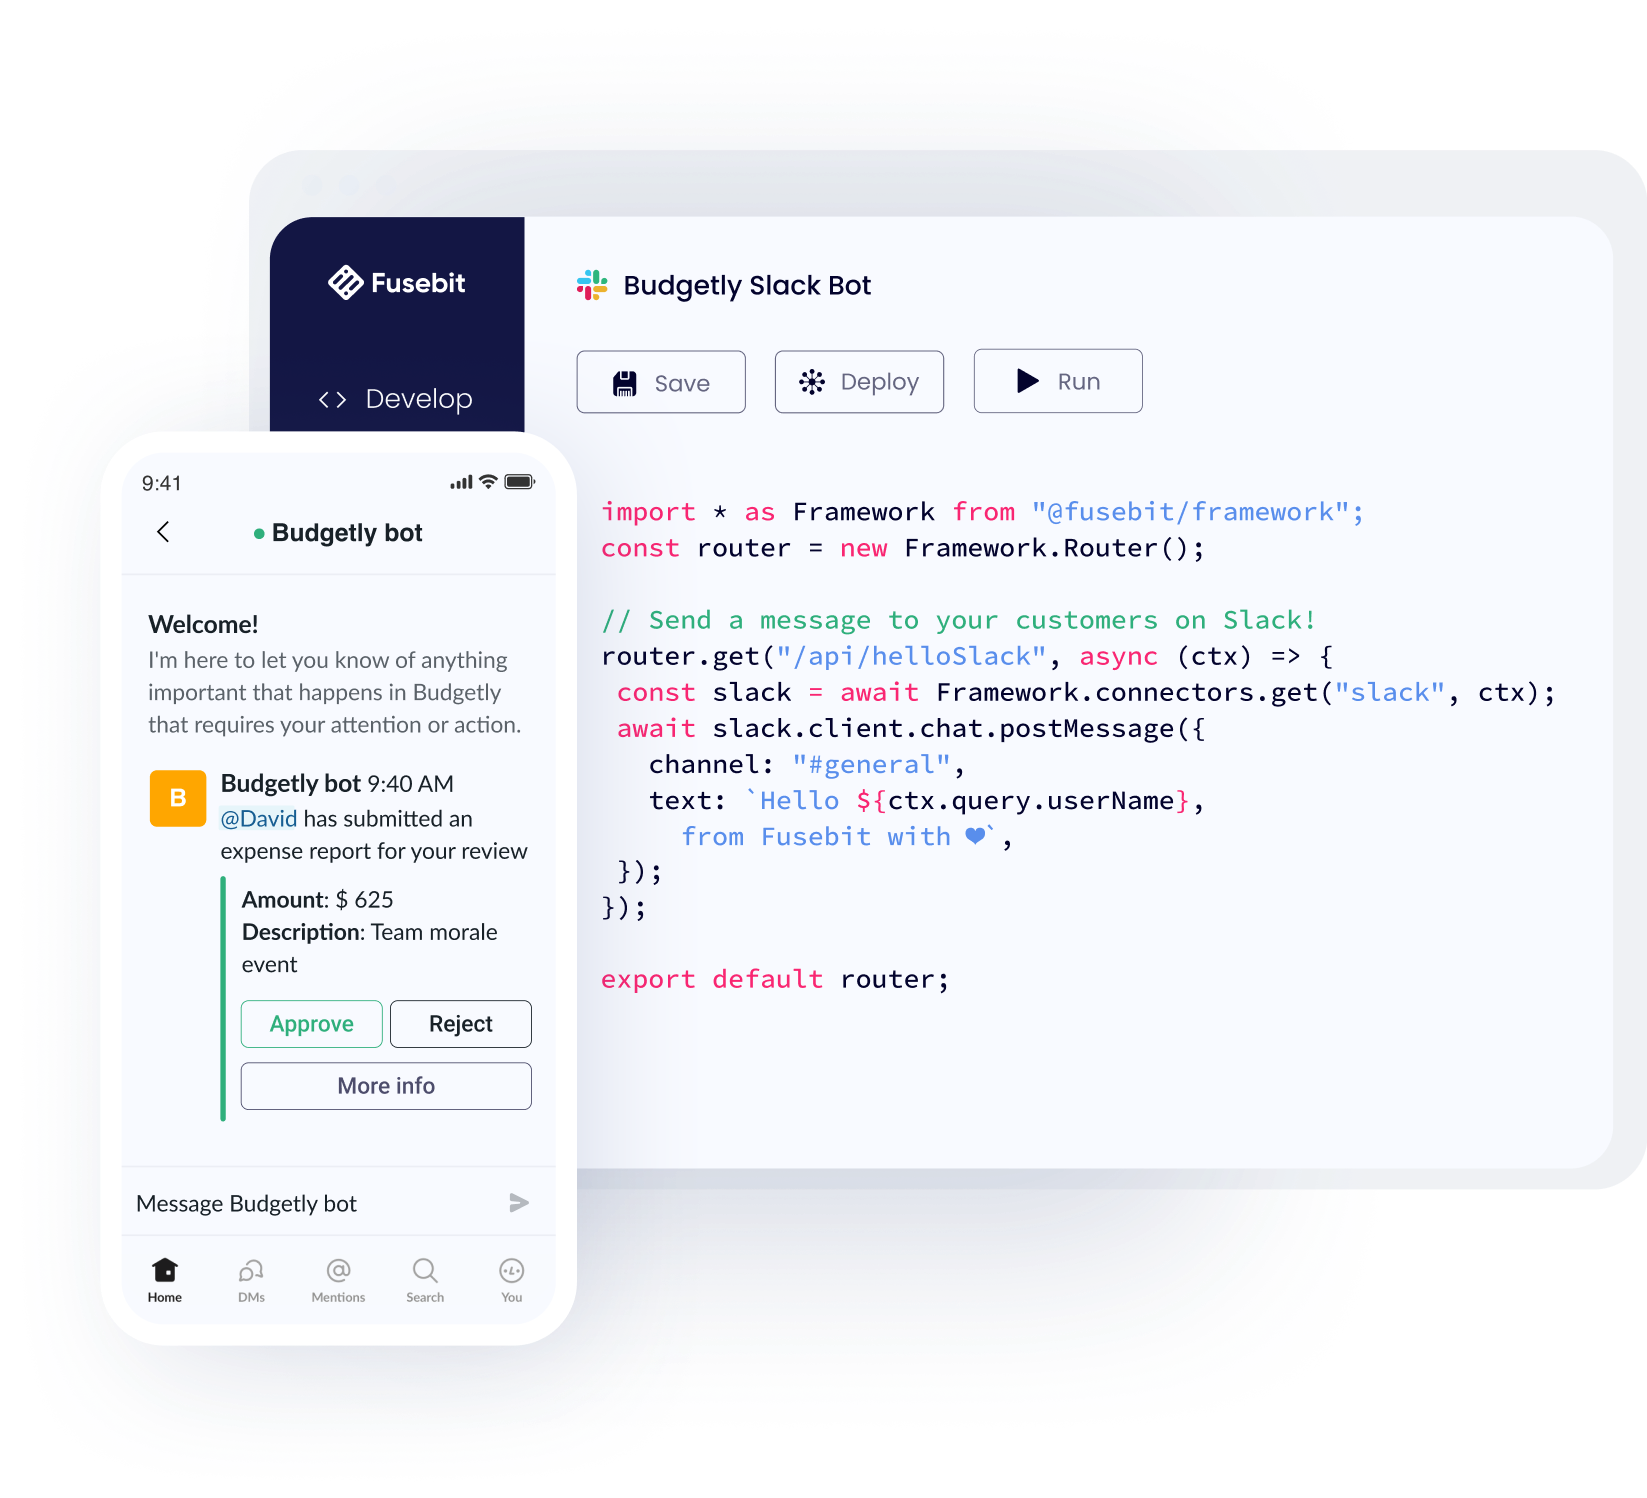 Fusebit
Develop
Budgetly Slack Bot
Save
Deploy
Run
import * as Framework from "@fusebit/framework";
const router = new Framework.Router();
// Send a message to your customers on Slack!
router.get("/api/helloSlack", async (ctx) => {
const slack = await Framework.connectors.get("slack", ctx);
await slack.client.chat.postMessage({
channel: "#general",
text: `Hello ${ctx.query.userName},
from Fusebit with ❤`,
});
});
export default router;
9:41
Budgetly bot
Welcome!
I'm here to let you know of anything
important that happens in Budgetly
that requires your attention or action.
B
Budgetly bot 9:40 AM
@David has submitted an
expense report for your review
Amount: $ 625
Description: Team morale
event
Approve
Reject
More info
Message Budgetly bot
Home
DMs
Mentions
Search
You